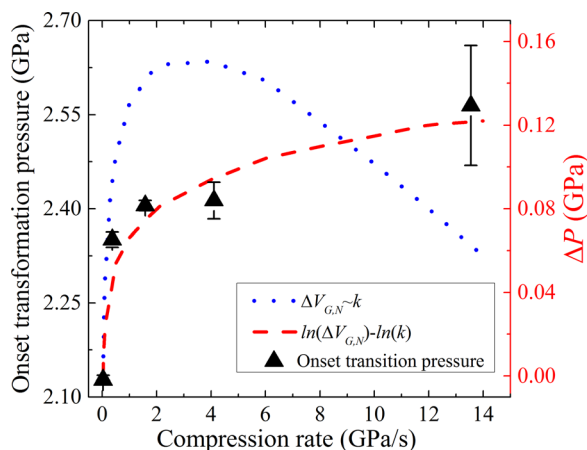 Onset transformation pressure (GPa)
2.70
2.55
2.40
2.25
2.10
0.16
0.12
0.08
0.04
0.00
ΔP (GPa)
ΔV_{G,N}~k
ln(ΔV_{G,N})-ln(k)
Onset transition pressure
0 2 4 6 8 10 12 14
Compression rate (GPa/s)